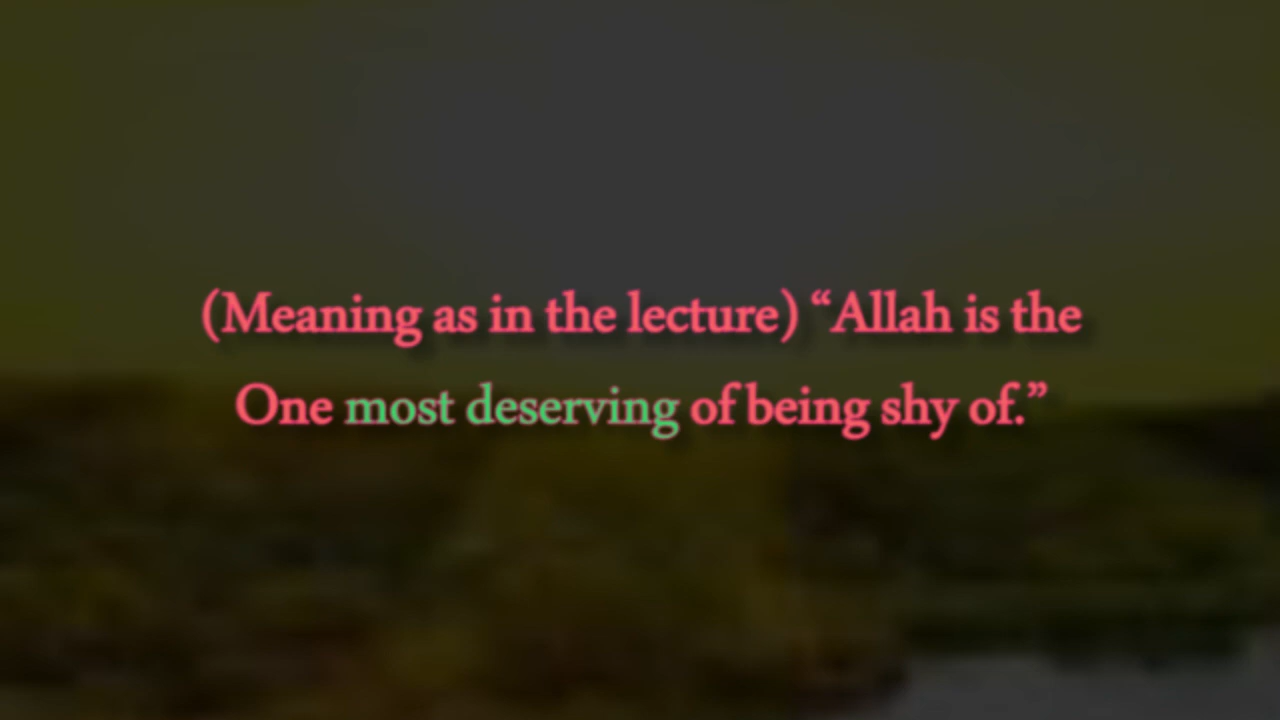 (Meaning as in the lecture) “Allah is the
One most deserving of being shy of.”